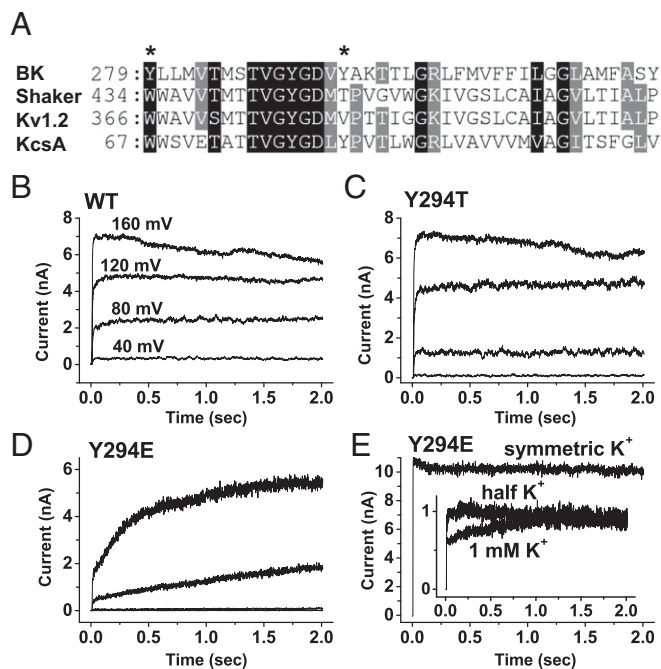 A
* *
BK 279 : YLLMVTMSTVGYGDVYAKTTLGRLFMVFFILGGLAMFASY
Shaker 434 : WWAVVTMTTVGYGDMTPVGVWGKIVGSLCAIAGVLTIALP
Kv1.2 366 : WWAVVSMTTVGYGDMVPTTIGGKIVGSLCAIAGVLTIALP
KcsA 67 : WWSVETATTVGYGDLYPVTLWGRLVAVVVMVAGITSFGLV
B WT
8
6
4
2
0
Current (nA)
160 mV
120 mV
80 mV
40 mV
0.0 0.5 1.0 1.5 2.0
Time (sec)
C Y294T
8
6
4
2
0
Current (nA)
0.0 0.5 1.0 1.5 2.0
Time (sec)
D Y294E
6
4
2
0
Current (nA)
0.0 0.5 1.0 1.5 2.0
Time (sec)
E Y294E
symmetric K+
10
8
6
4
2
0
Current (nA)
half K+
1 mM K+
1
0
0.0 0.5 1.0 1.5 2.0
0.0 0.5 1.0 1.5 2.0
Time (sec)